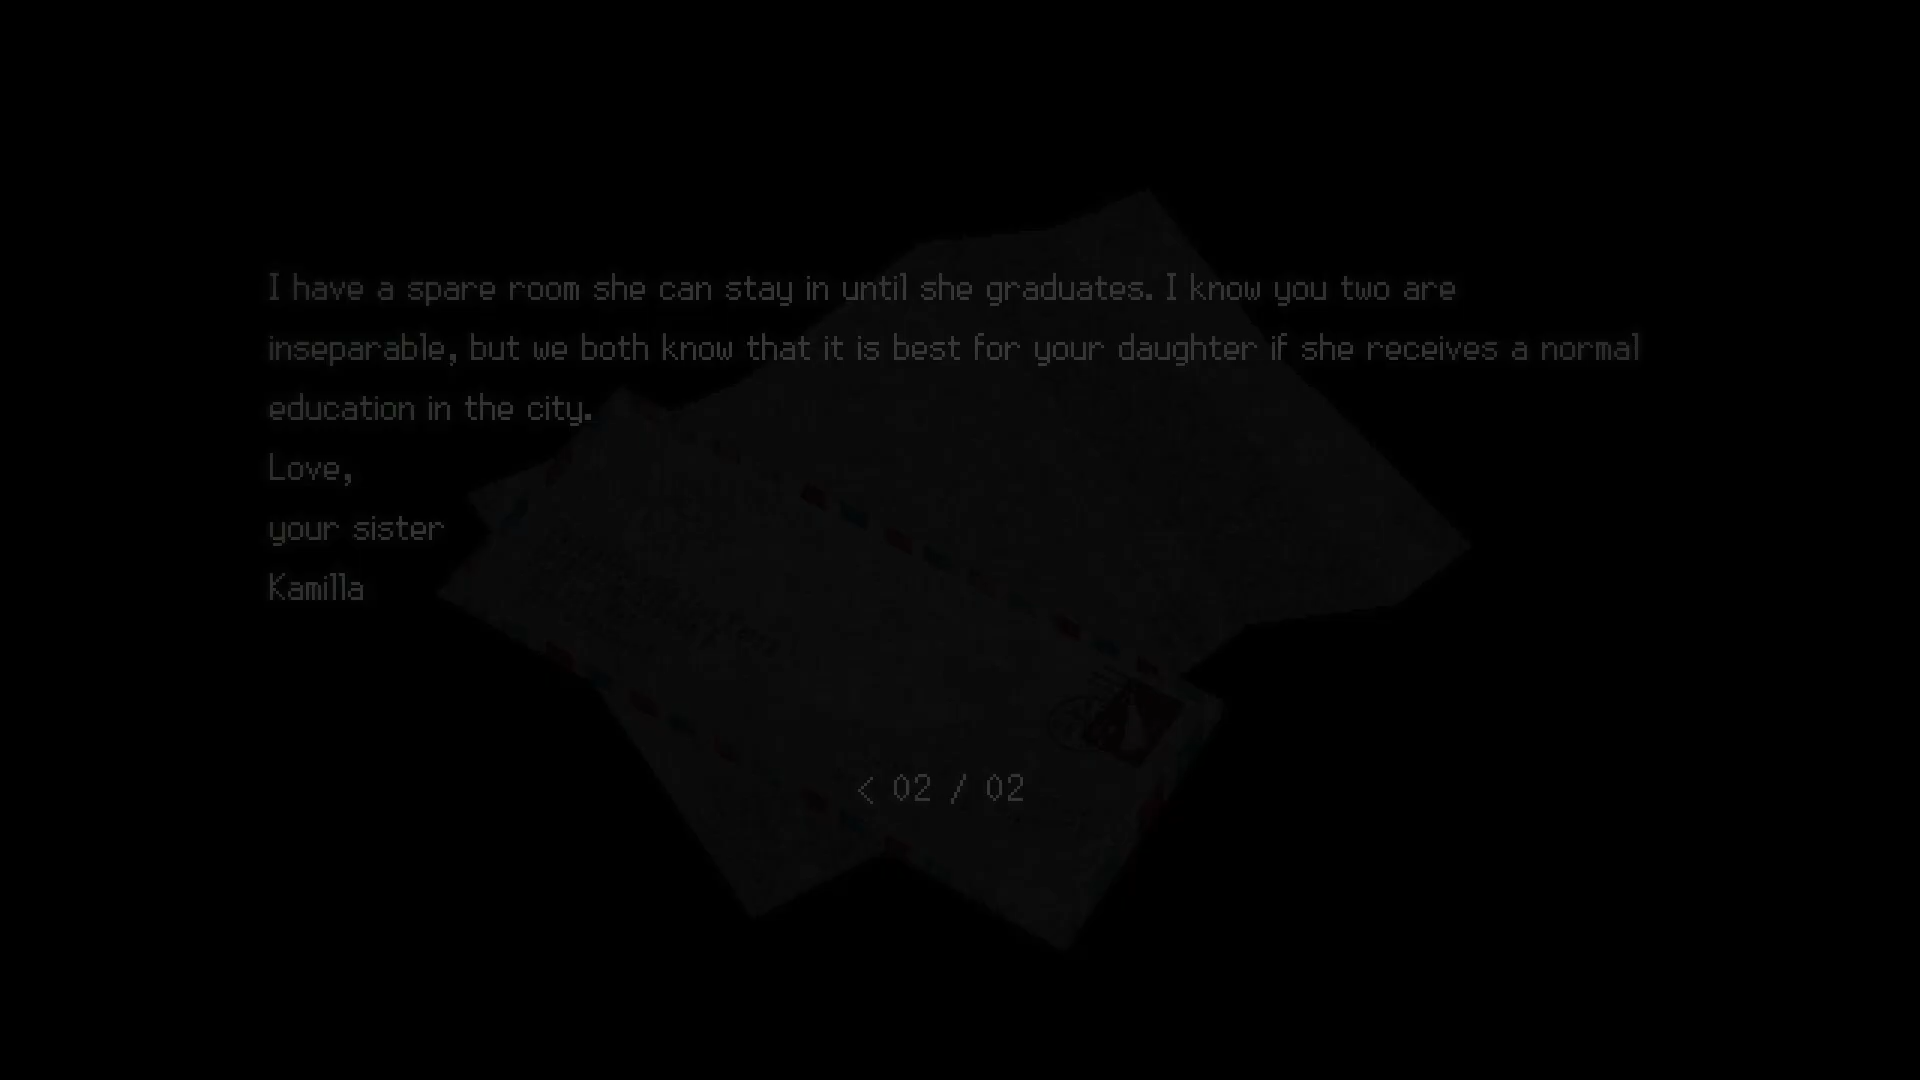 I have a spare room she can stay in until she graduates. I know you two are
inseparable, but we both know that it is best for your daughter if she receives a normal
education in the city.
Love,
your sister
Kamilla
< 02 / 02